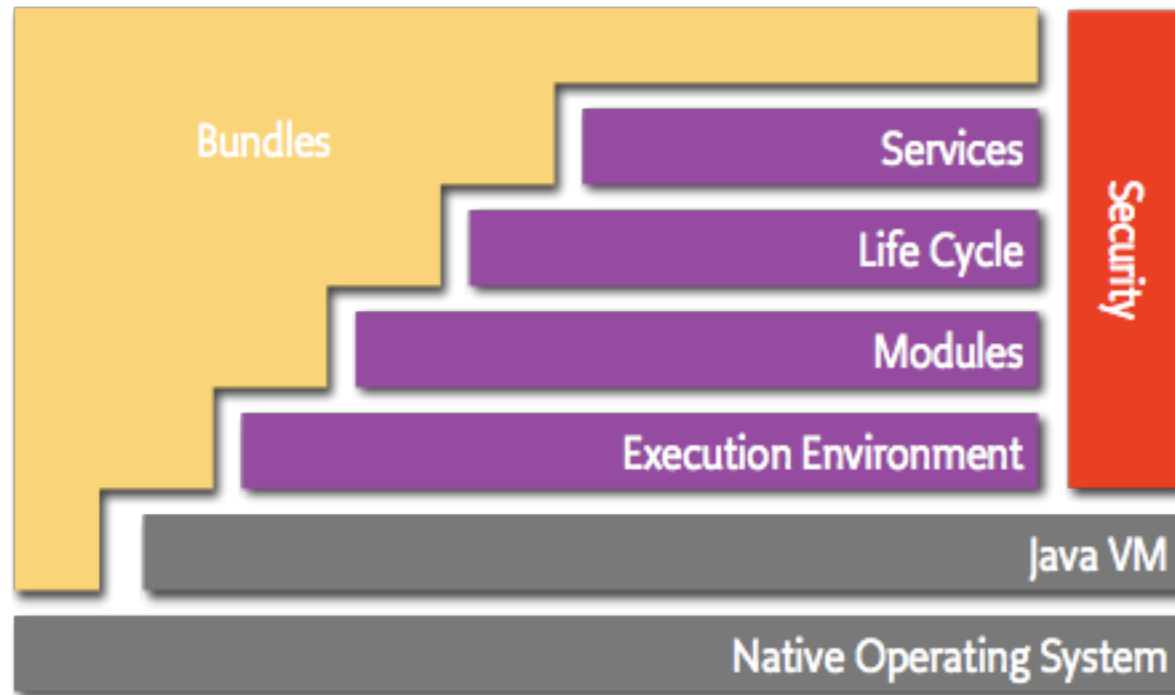 Bundles
Services
Security
Life Cycle
Modules
Execution Environment
Java VM
Native Operating System